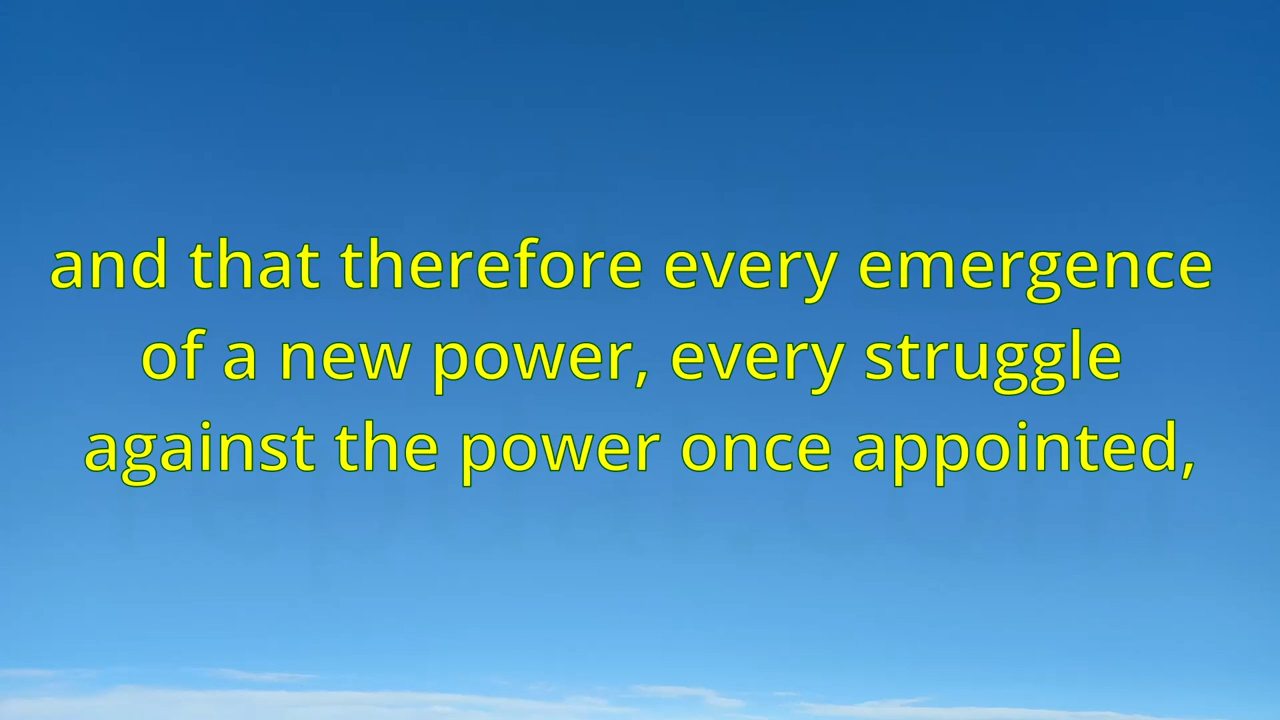 and that therefore every emergence
of a new power, every struggle
against the power once appointed,